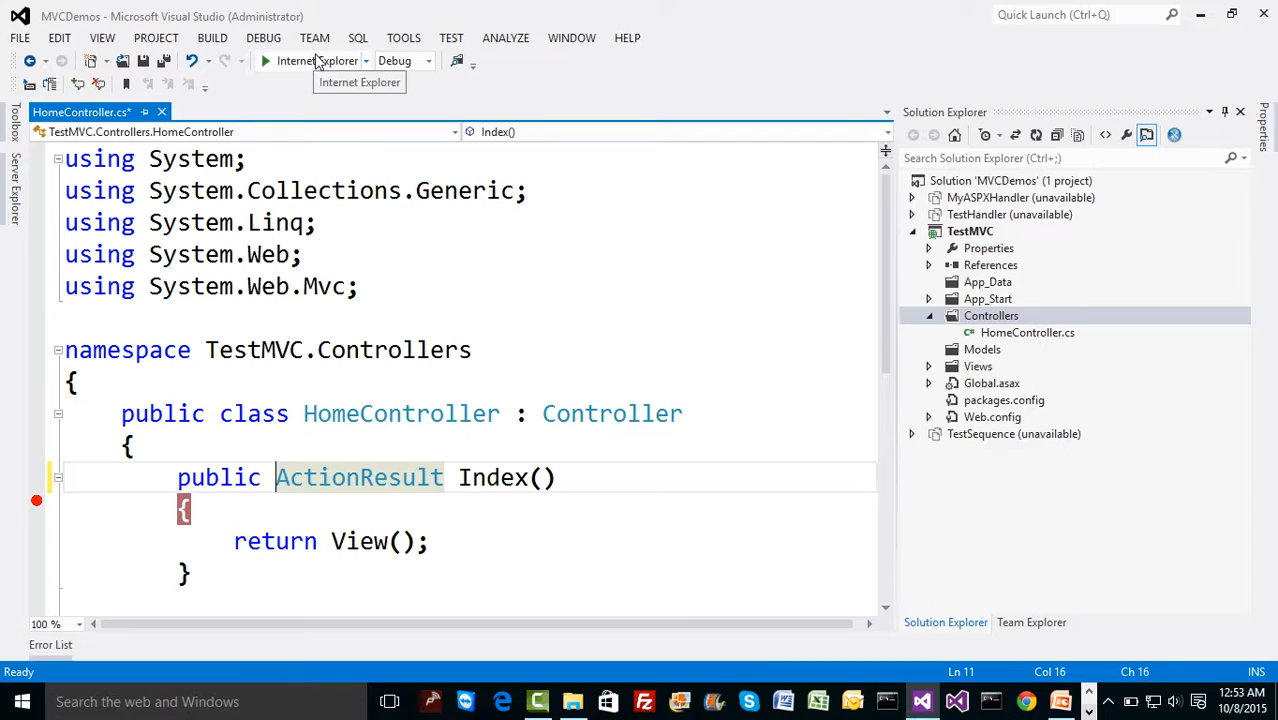 MVCDemos - Microsoft Visual Studio (Administrator)
Quick Launch (Ctrl+Q)
FILE EDIT VIEW PROJECT BUILD DEBUG TEAM SQL TOOLS TEST ANALYZE WINDOW HELP
Internet Explorer Debug
Internet Explorer
HomeController.cs*
TestMVC.Controllers.HomeController Index()
Toolbox
Server Explorer
using System;
using System.Collections.Generic;
using System.Linq;
using System.Web;
using System.Web.Mvc;
namespace TestMVC.Controllers
{
public class HomeController : Controller
{
public ActionResult Index()
{
return View();
}
100 %
Solution Explorer
Search Solution Explorer (Ctrl+;)
Solution 'MVCDemos' (1 project)
MyASPXHandler (unavailable)
TestHandler (unavailable)
TestMVC
Properties
References
App_Data
App_Start
Controllers
C# HomeController.cs
Models
Views
Global.asax
packages.config
Web.config
TestSequence (unavailable)
Solution Explorer Team Explorer
Properties
Error List
Ready Ln 11 Col 16 Ch 16 INS
Search the web and Windows
12:53 AM
10/8/2015